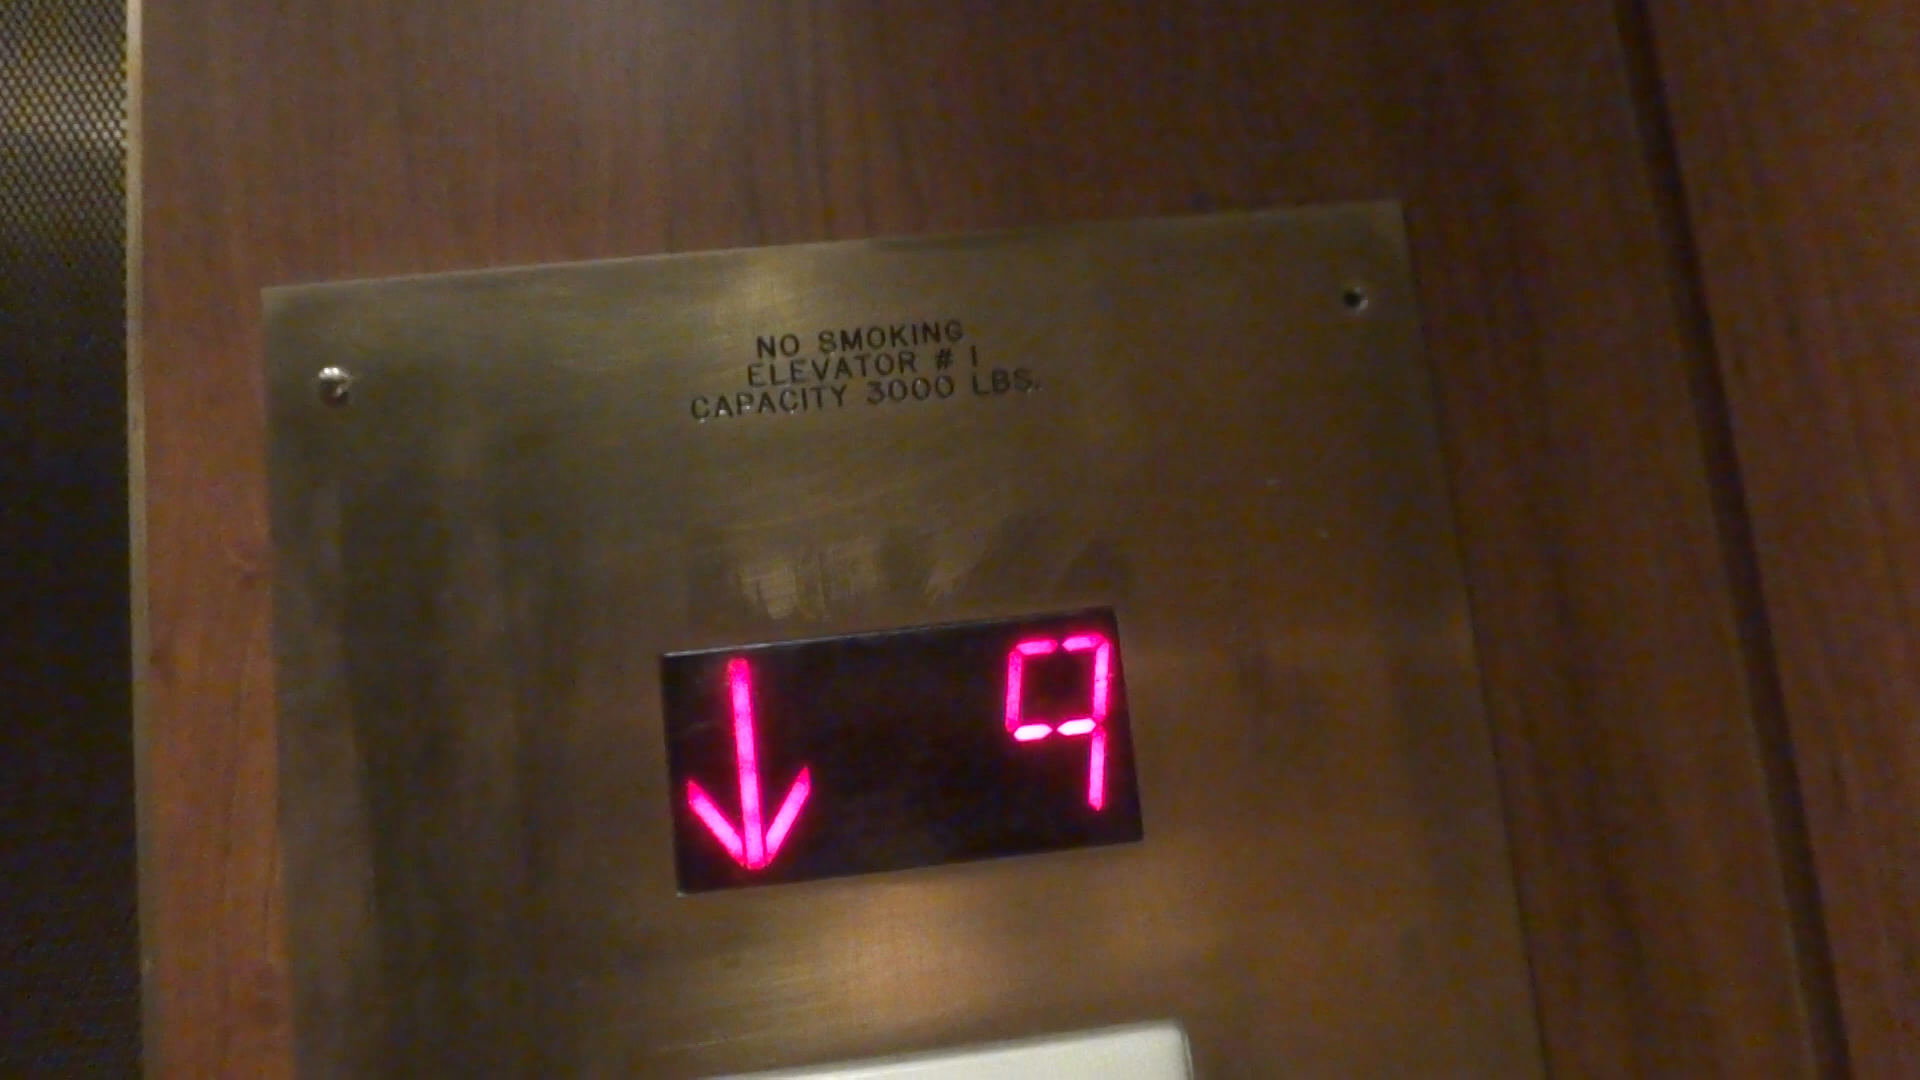 NO SMOKING
ELEVATOR # 1
CAPACITY 3000 LBS.
↓ 9